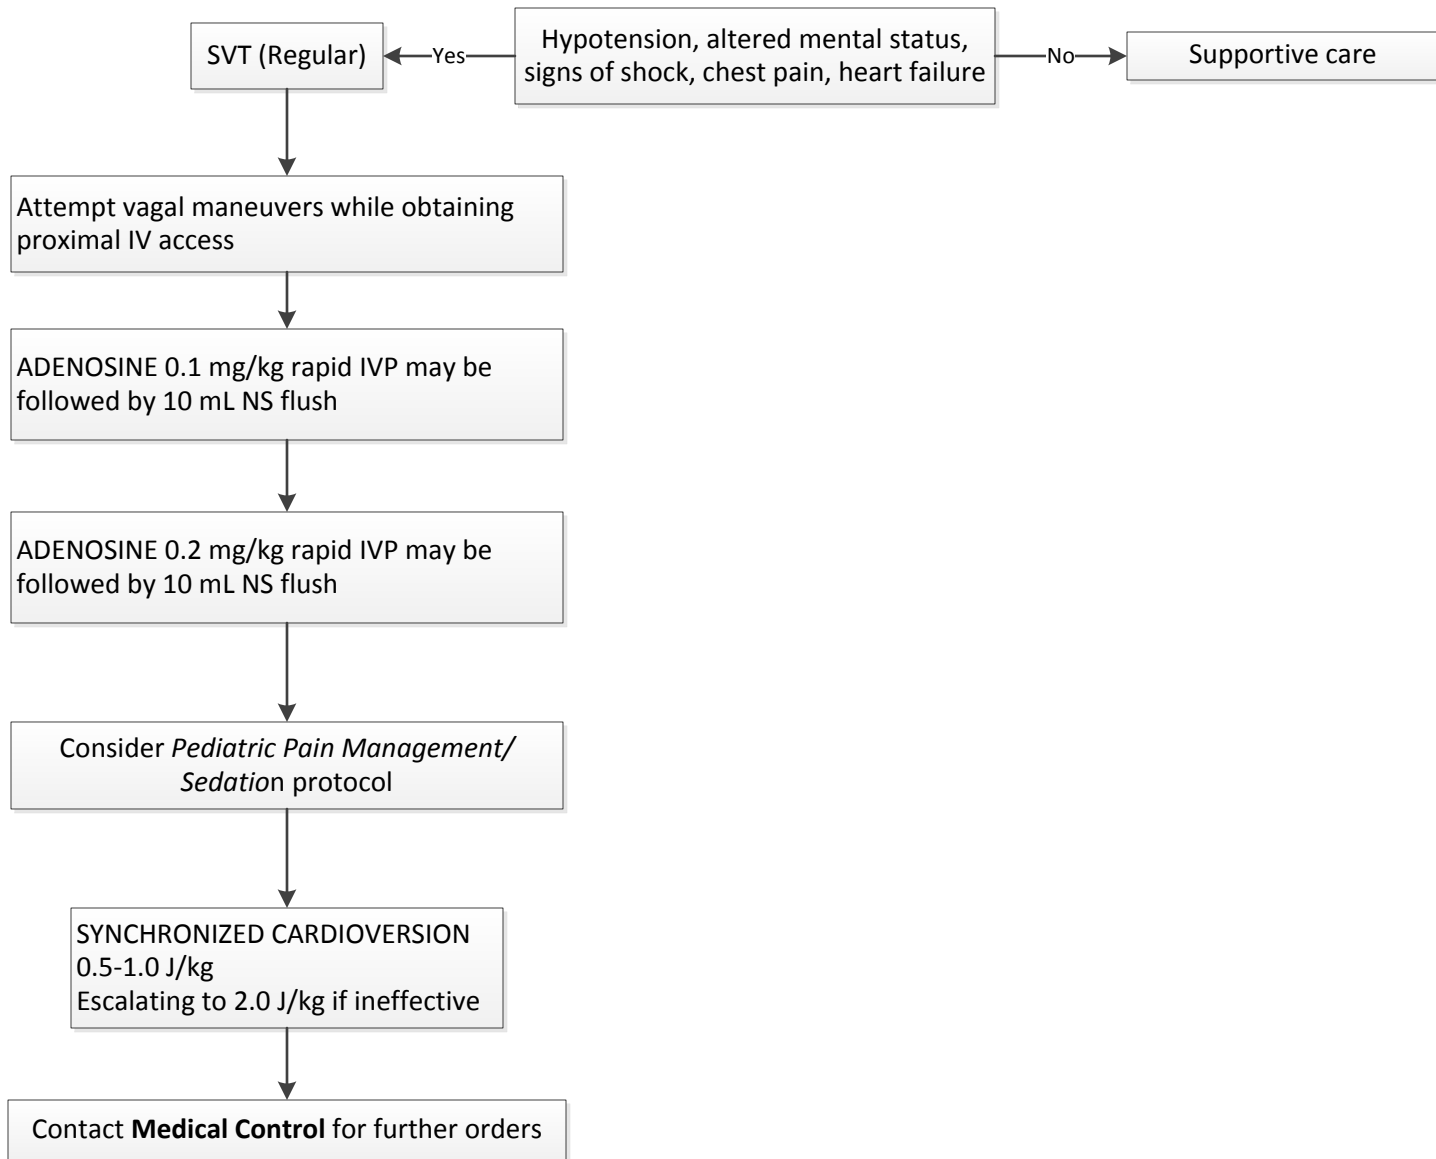 SVT (Regular)
Yes
Hypotension, altered mental status,
signs of shock, chest pain, heart failure
No
Supportive care
Attempt vagal maneuvers while obtaining
proximal IV access
ADENOSINE 0.1 mg/kg rapid IVP may be
followed by 10 mL NS flush
ADENOSINE 0.2 mg/kg rapid IVP may be
followed by 10 mL NS flush
Consider Pediatric Pain Management/
Sedation protocol
SYNCHRONIZED CARDIOVERSION
0.5-1.0 J/kg
Escalating to 2.0 J/kg if ineffective
Contact Medical Control for further orders